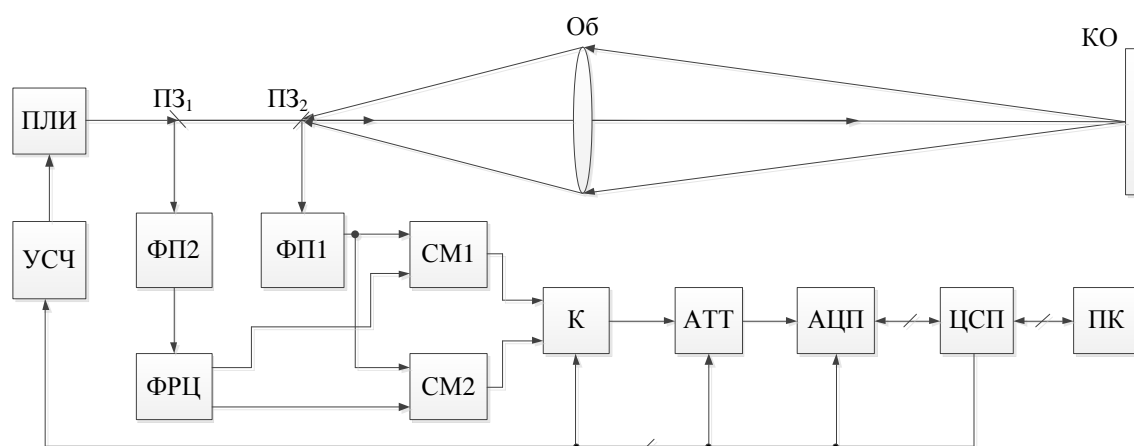 Об
КО
ПЗ₁
ПЗ₂
ПЛИ
УСЧ
ФП2
ФП1
СМ1
К
АТТ
АЦП
ЦСП
ПК
ФРЦ
СМ2